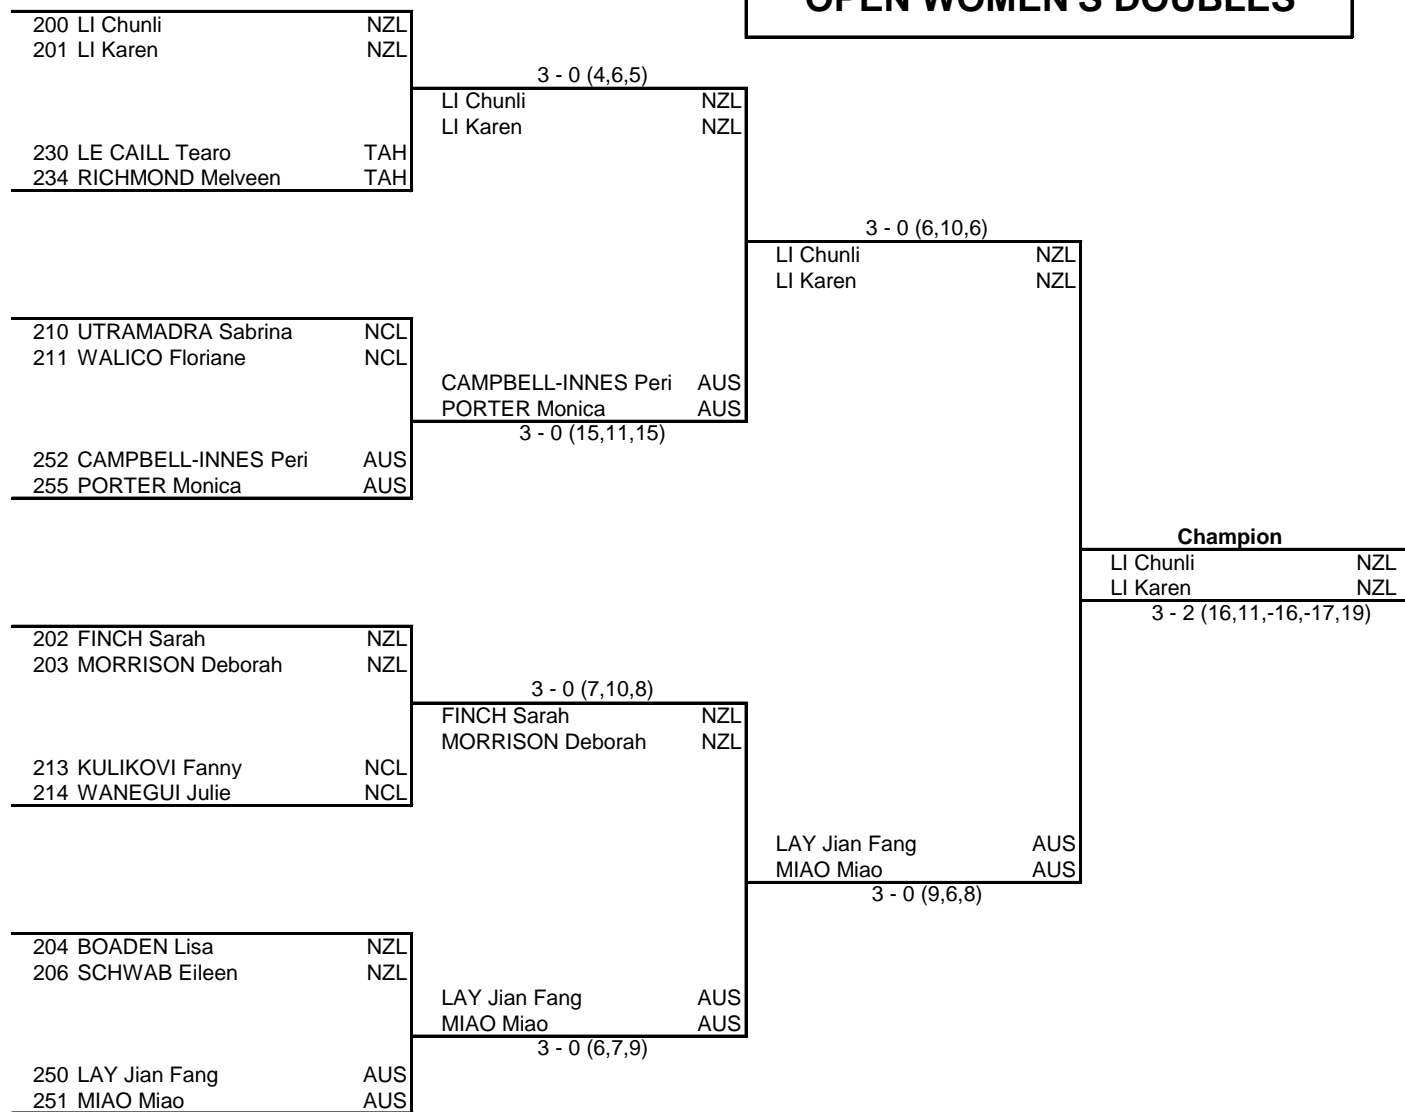 OPEN WOMEN'S DOUBLES
200 LI Chunli NZL
201 LI Karen NZL
3 - 0 (4,6,5)
LI Chunli NZL
LI Karen NZL
230 LE CAILL Tearo TAH
234 RICHMOND Melveen TAH
3 - 0 (6,10,6)
LI Chunli NZL
LI Karen NZL
210 UTRAMADRA Sabrina NCL
211 WALICO Floriane NCL
CAMPBELL-INNES Peri AUS
PORTER Monica AUS
3 - 0 (15,11,15)
252 CAMPBELL-INNES Peri AUS
255 PORTER Monica AUS
Champion
LI Chunli NZL
LI Karen NZL
3 - 2 (16,11,-16,-17,19)
202 FINCH Sarah NZL
203 MORRISON Deborah NZL
3 - 0 (7,10,8)
FINCH Sarah NZL
MORRISON Deborah NZL
213 KULIKOVI Fanny NCL
214 WANEGUI Julie NCL
LAY Jian Fang AUS
MIAO Miao AUS
3 - 0 (9,6,8)
204 BOADEN Lisa NZL
206 SCHWAB Eileen NZL
LAY Jian Fang AUS
MIAO Miao AUS
3 - 0 (6,7,9)
250 LAY Jian Fang AUS
251 MIAO Miao AUS